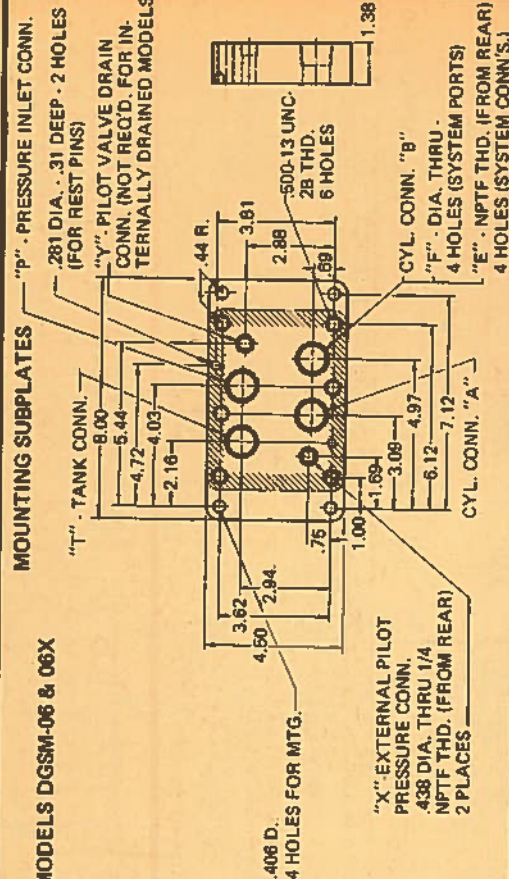 MOUNTING SUBPLATES
MODELS DGSM-06 & 06X
"P" - PRESSURE INLET CONN.
.281 DIA. - .31 DEEP - 2 HOLES
(FOR REST PINS)
"Y" - PILOT VALVE DRAIN
CONN. (NOT REQ'D. FOR IN-
TERNALLY DRAINED MODELS
"T" - TANK CONN.
8.00
5.44
4.72
4.03
2.16
.44 R.
3.81
2.88
.69
1.38
.500-13 UNC-
2B THD.
6 HOLES
CYL. CONN. "B"
"F" - DIA. THRU -
4 HOLES (SYSTEM PORTS)
"E" - NPTF THD. (FROM REAR)
4 HOLES (SYSTEM CONN'S.)
3.62
4.60
2.94
.75
1.00
1.69
3.09
6.12
4.97
7.12
CYL. CONN. "A"
.406 D.
4 HOLES FOR MTG.
"X" - EXTERNAL PILOT
PRESSURE CONN.
.438 DIA. THRU 1/4
NPTF THD. (FROM REAR)
2 PLACES